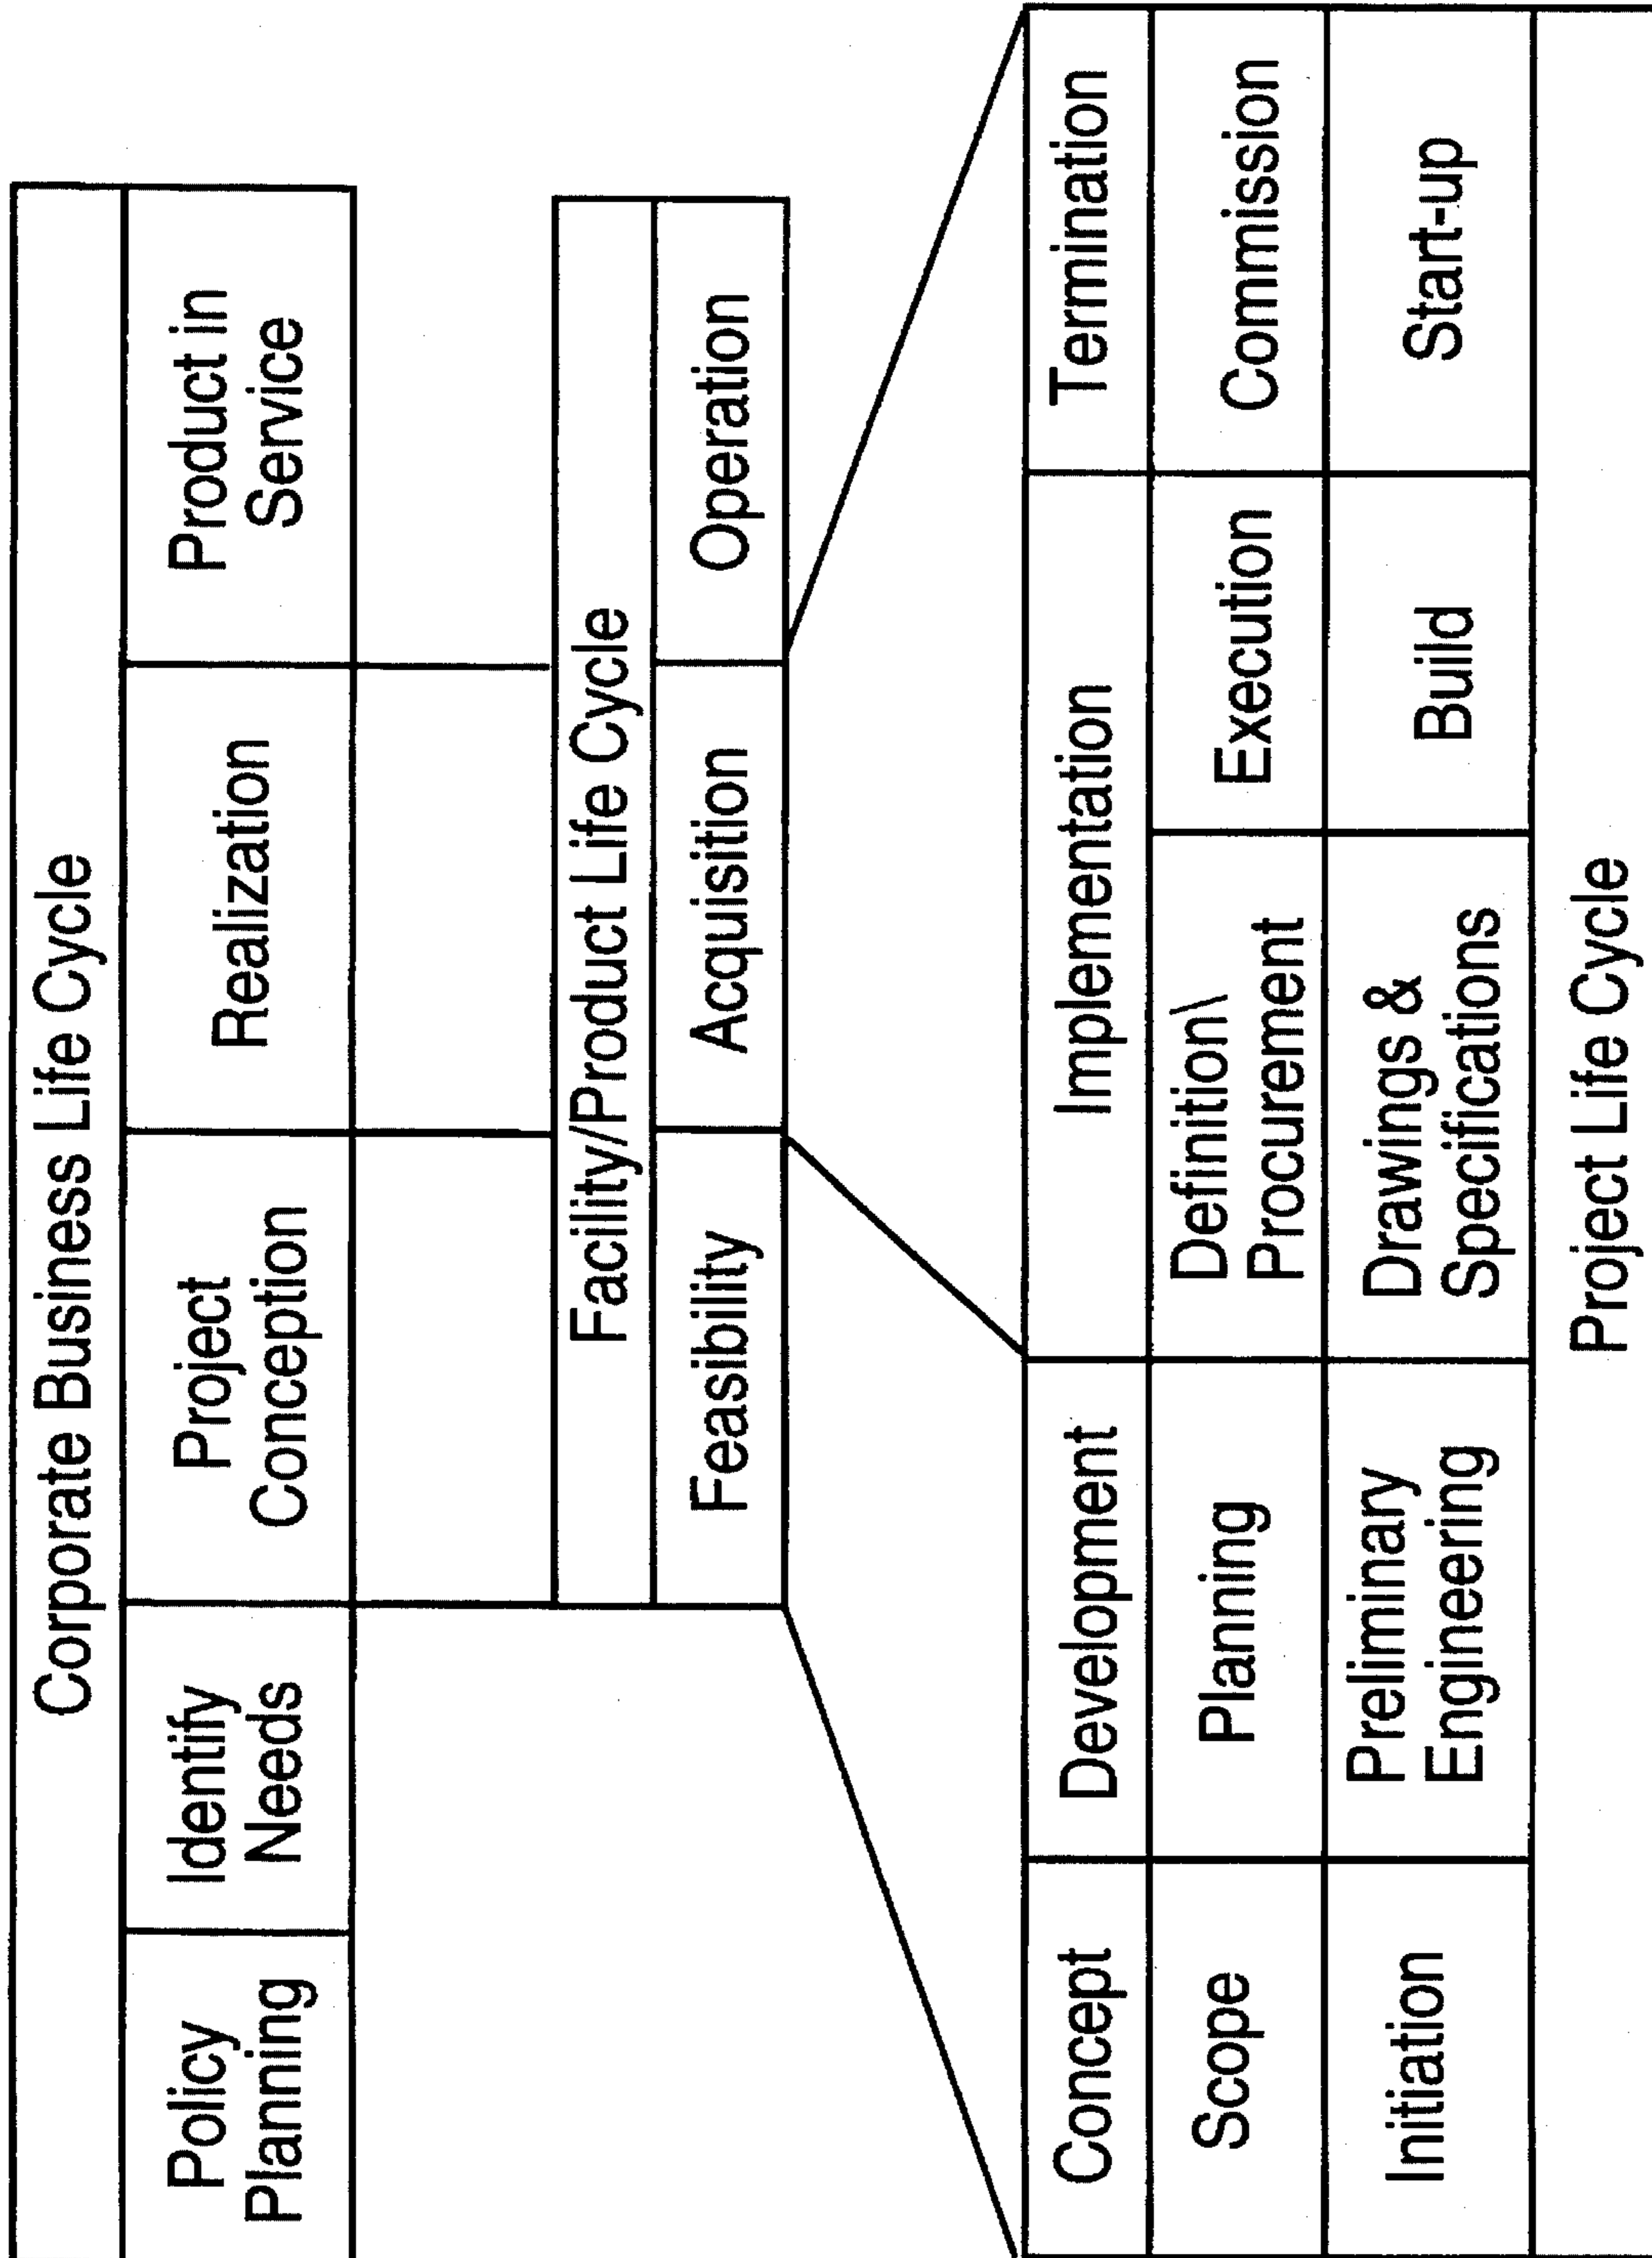 Corporate Business Life Cycle
Policy
Planning
Identify
Needs
Project
Conception
Realization
Product in
Service
Facility/Product Life Cycle
Feasibility
Acquisition
Operation
Concept
Development
Implementation
Termination
Scope
Planning
Definition\
Procurement
Execution
Commission
Initiation
Preliminary
Engineering
Drawings &
Specifications
Build
Start-up
Project Life Cycle